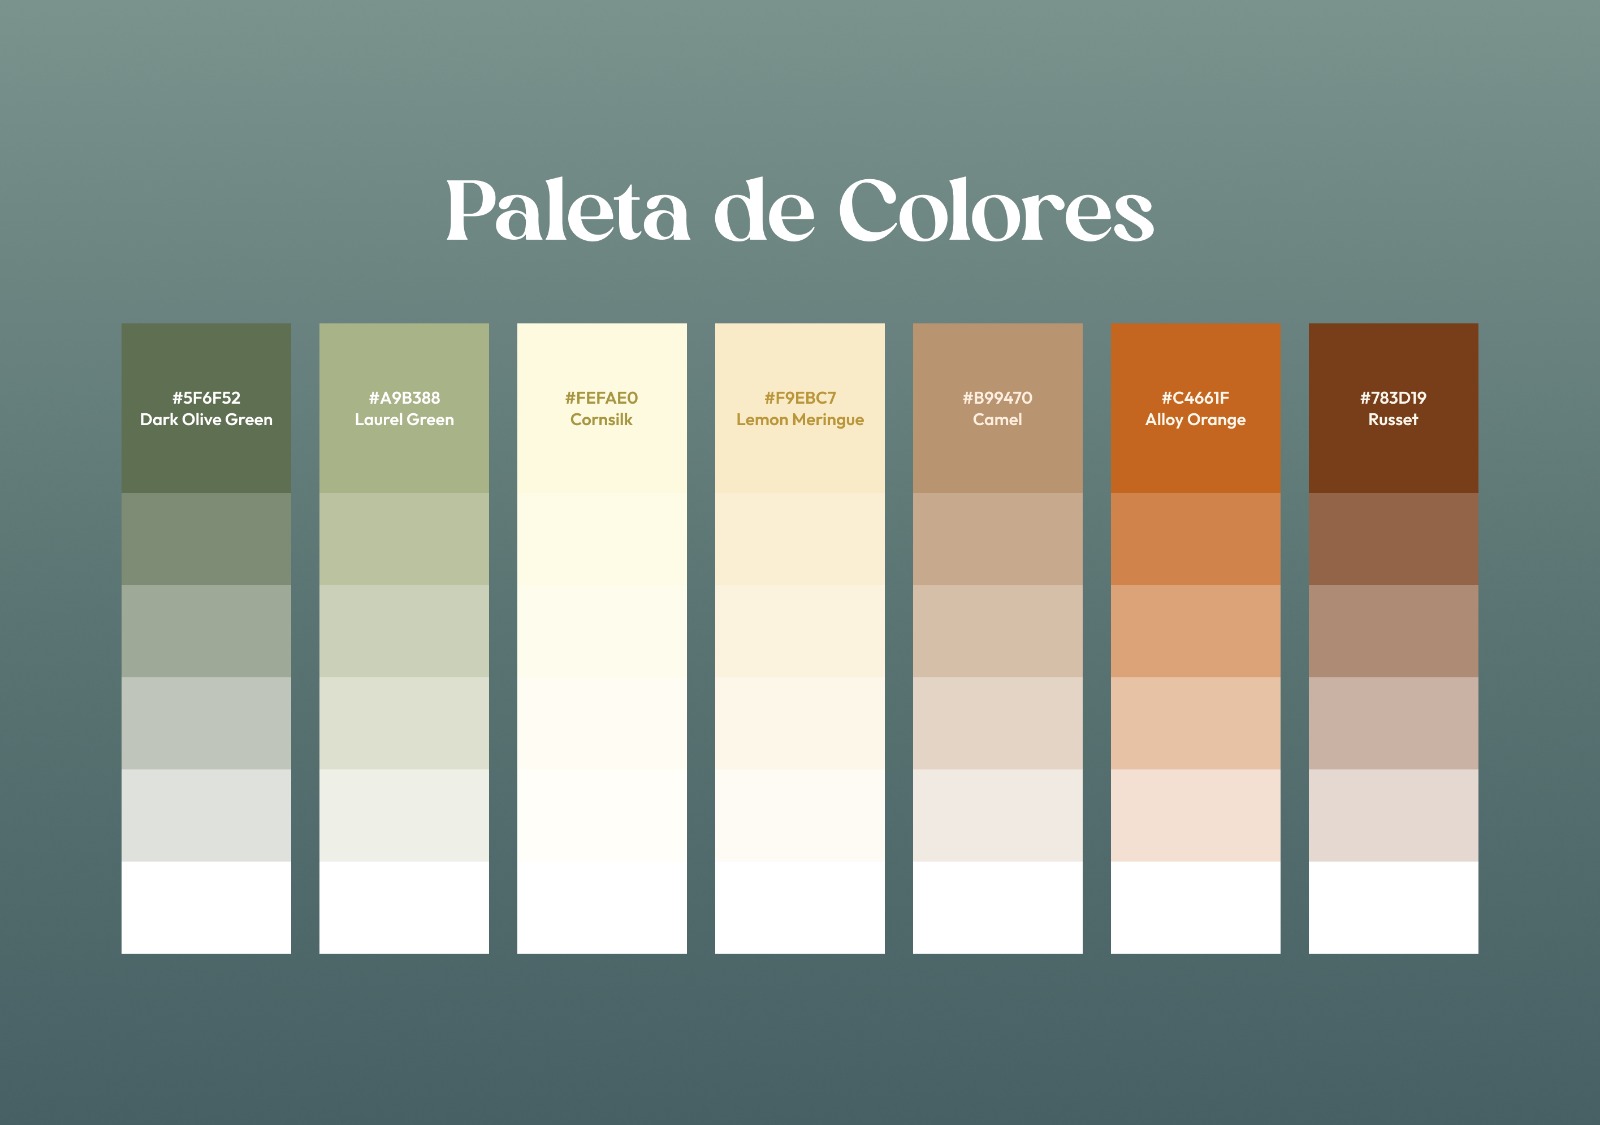 Paleta de Colores
#5F6F52
Dark Olive Green
#A9B388
Laurel Green
#FEFAE0
Cornsilk
#F9EBC7
Lemon Meringue
#B99470
Camel
#C4661F
Alloy Orange
#783D19
Russet